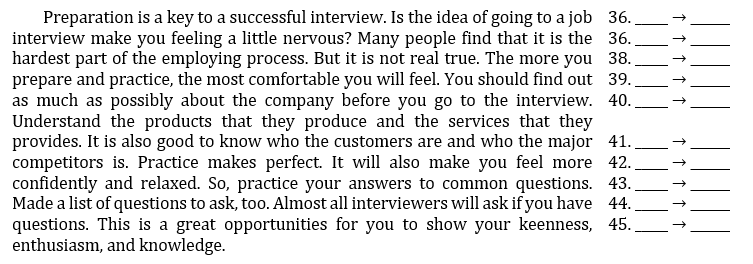 Preparation is a key to a successful interview. Is the idea of going to a job 36. ____ → ____
interview make you feeling a little nervous? Many people find that it is the 36. ____ → ____
hardest part of the employing process. But it is not real true. The more you 38. ____ → ____
prepare and practice, the most comfortable you will feel. You should find out 39. ____ → ____
as much as possibly about the company before you go to the interview. 40. ____ → ____
Understand the products that they produce and the services that they
provides. It is also good to know who the customers are and who the major 41. ____ → ____
competitors is. Practice makes perfect. It will also make you feel more 42. ____ → ____
confidently and relaxed. So, practice your answers to common questions. 43. ____ → ____
Made a list of questions to ask, too. Almost all interviewers will ask if you have 44. ____ → ____
questions. This is a great opportunities for you to show your keenness, 45. ____ → ____
enthusiasm, and knowledge.